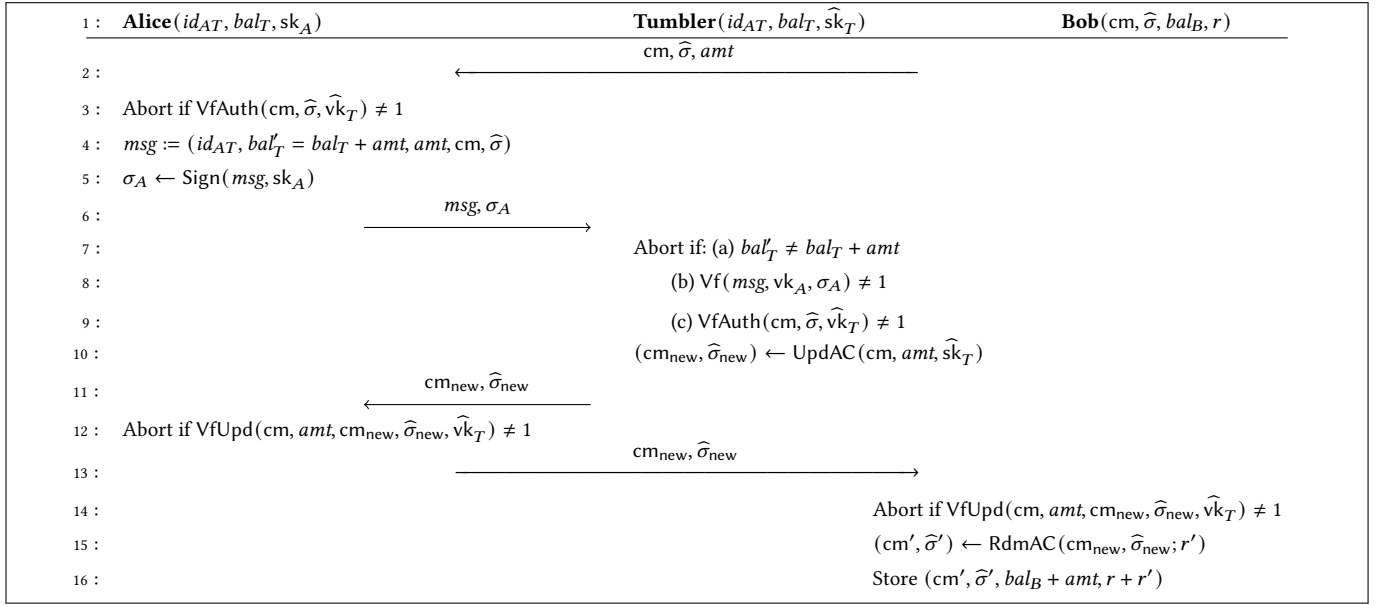 1 : Alice(id_AT, bal_T, sk_A) Tumbler(id_AT, bal_T, ŝk_T) Bob(cm, σ̂, bal_B, r)
2 : cm, σ̂, amt
3 : Abort if VfAuth(cm, σ̂, v̂k_T) ≠ 1
4 : msg := (id_AT, bal′_T = bal_T + amt, amt, cm, σ̂)
5 : σ_A ← Sign(msg, sk_A)
6 : msg, σ_A
7 : Abort if: (a) bal′_T ≠ bal_T + amt
8 : (b) Vf(msg, vk_A, σ_A) ≠ 1
9 : (c) VfAuth(cm, σ̂, v̂k_T) ≠ 1
10 : (cm_new, σ̂_new) ← UpdAC(cm, amt, ŝk_T)
11 : cm_new, σ̂_new
12 : Abort if VfUpd(cm, amt, cm_new, σ̂_new, v̂k_T) ≠ 1
13 : cm_new, σ̂_new
14 : Abort if VfUpd(cm, amt, cm_new, σ̂_new, v̂k_T) ≠ 1
15 : (cm′, σ̂′) ← RdmAC(cm_new, σ̂_new; r′)
16 : Store (cm′, σ̂′, bal_B + amt, r + r′)